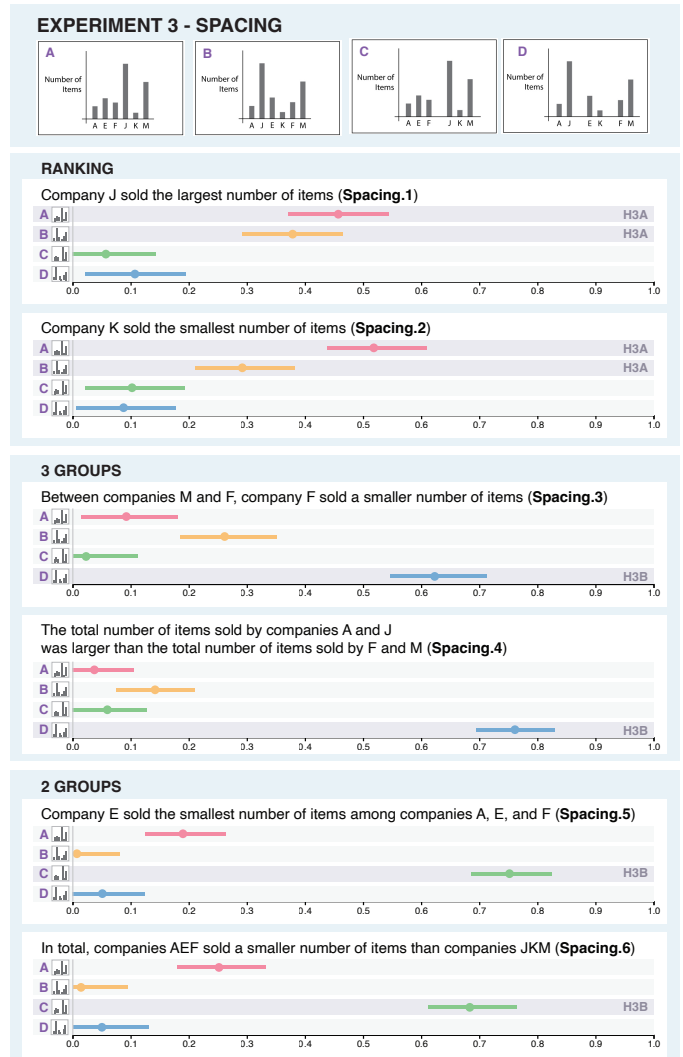 EXPERIMENT 3 - SPACING
A
Number of
Items
A E F J K M
B
Number of
Items
A J E K F M
C
Number of
Items
A E F J K M
D
Number of
Items
A J E K F M
RANKING
Company J sold the largest number of items (Spacing.1)
A H3A
B H3A
C
D
0.0 0.1 0.2 0.3 0.4 0.5 0.6 0.7 0.8 0.9 1.0
Company K sold the smallest number of items (Spacing.2)
A H3A
B H3A
C
D
0.0 0.1 0.2 0.3 0.4 0.5 0.6 0.7 0.8 0.9 1.0
3 GROUPS
Between companies M and F, company F sold a smaller number of items (Spacing.3)
A
B
C
D H3B
0.0 0.1 0.2 0.3 0.4 0.5 0.6 0.7 0.8 0.9 1.0
The total number of items sold by companies A and J
was larger than the total number of items sold by F and M (Spacing.4)
A
B
C
D H3B
0.0 0.1 0.2 0.3 0.4 0.5 0.6 0.7 0.8 0.9 1.0
2 GROUPS
Company E sold the smallest number of items among companies A, E, and F (Spacing.5)
A
B
C H3B
D
0.0 0.1 0.2 0.3 0.4 0.5 0.6 0.7 0.8 0.9 1.0
In total, companies AEF sold a smaller number of items than companies JKM (Spacing.6)
A
B
C H3B
D
0.0 0.1 0.2 0.3 0.4 0.5 0.6 0.7 0.8 0.9 1.0